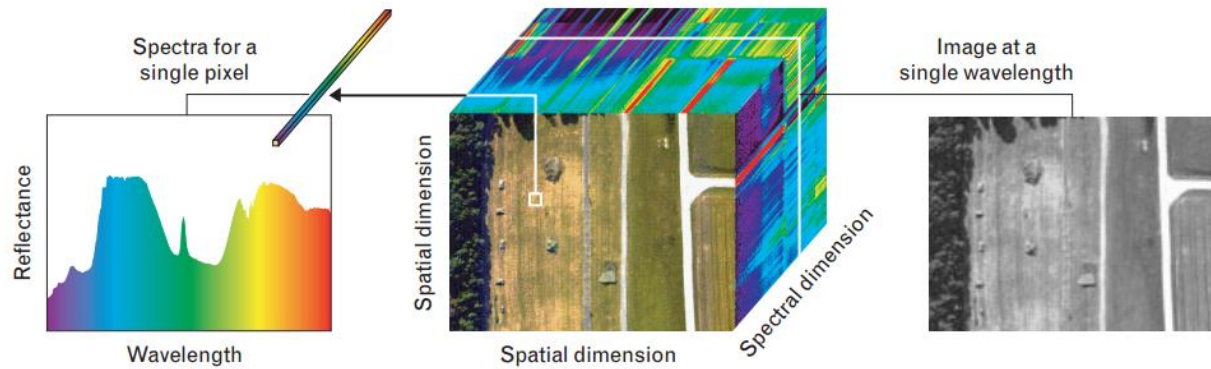 Spectra for a
single pixel
Reflectance
Wavelength
Spatial dimension
Spatial dimension
Spectral dimension
Image at a
single wavelength